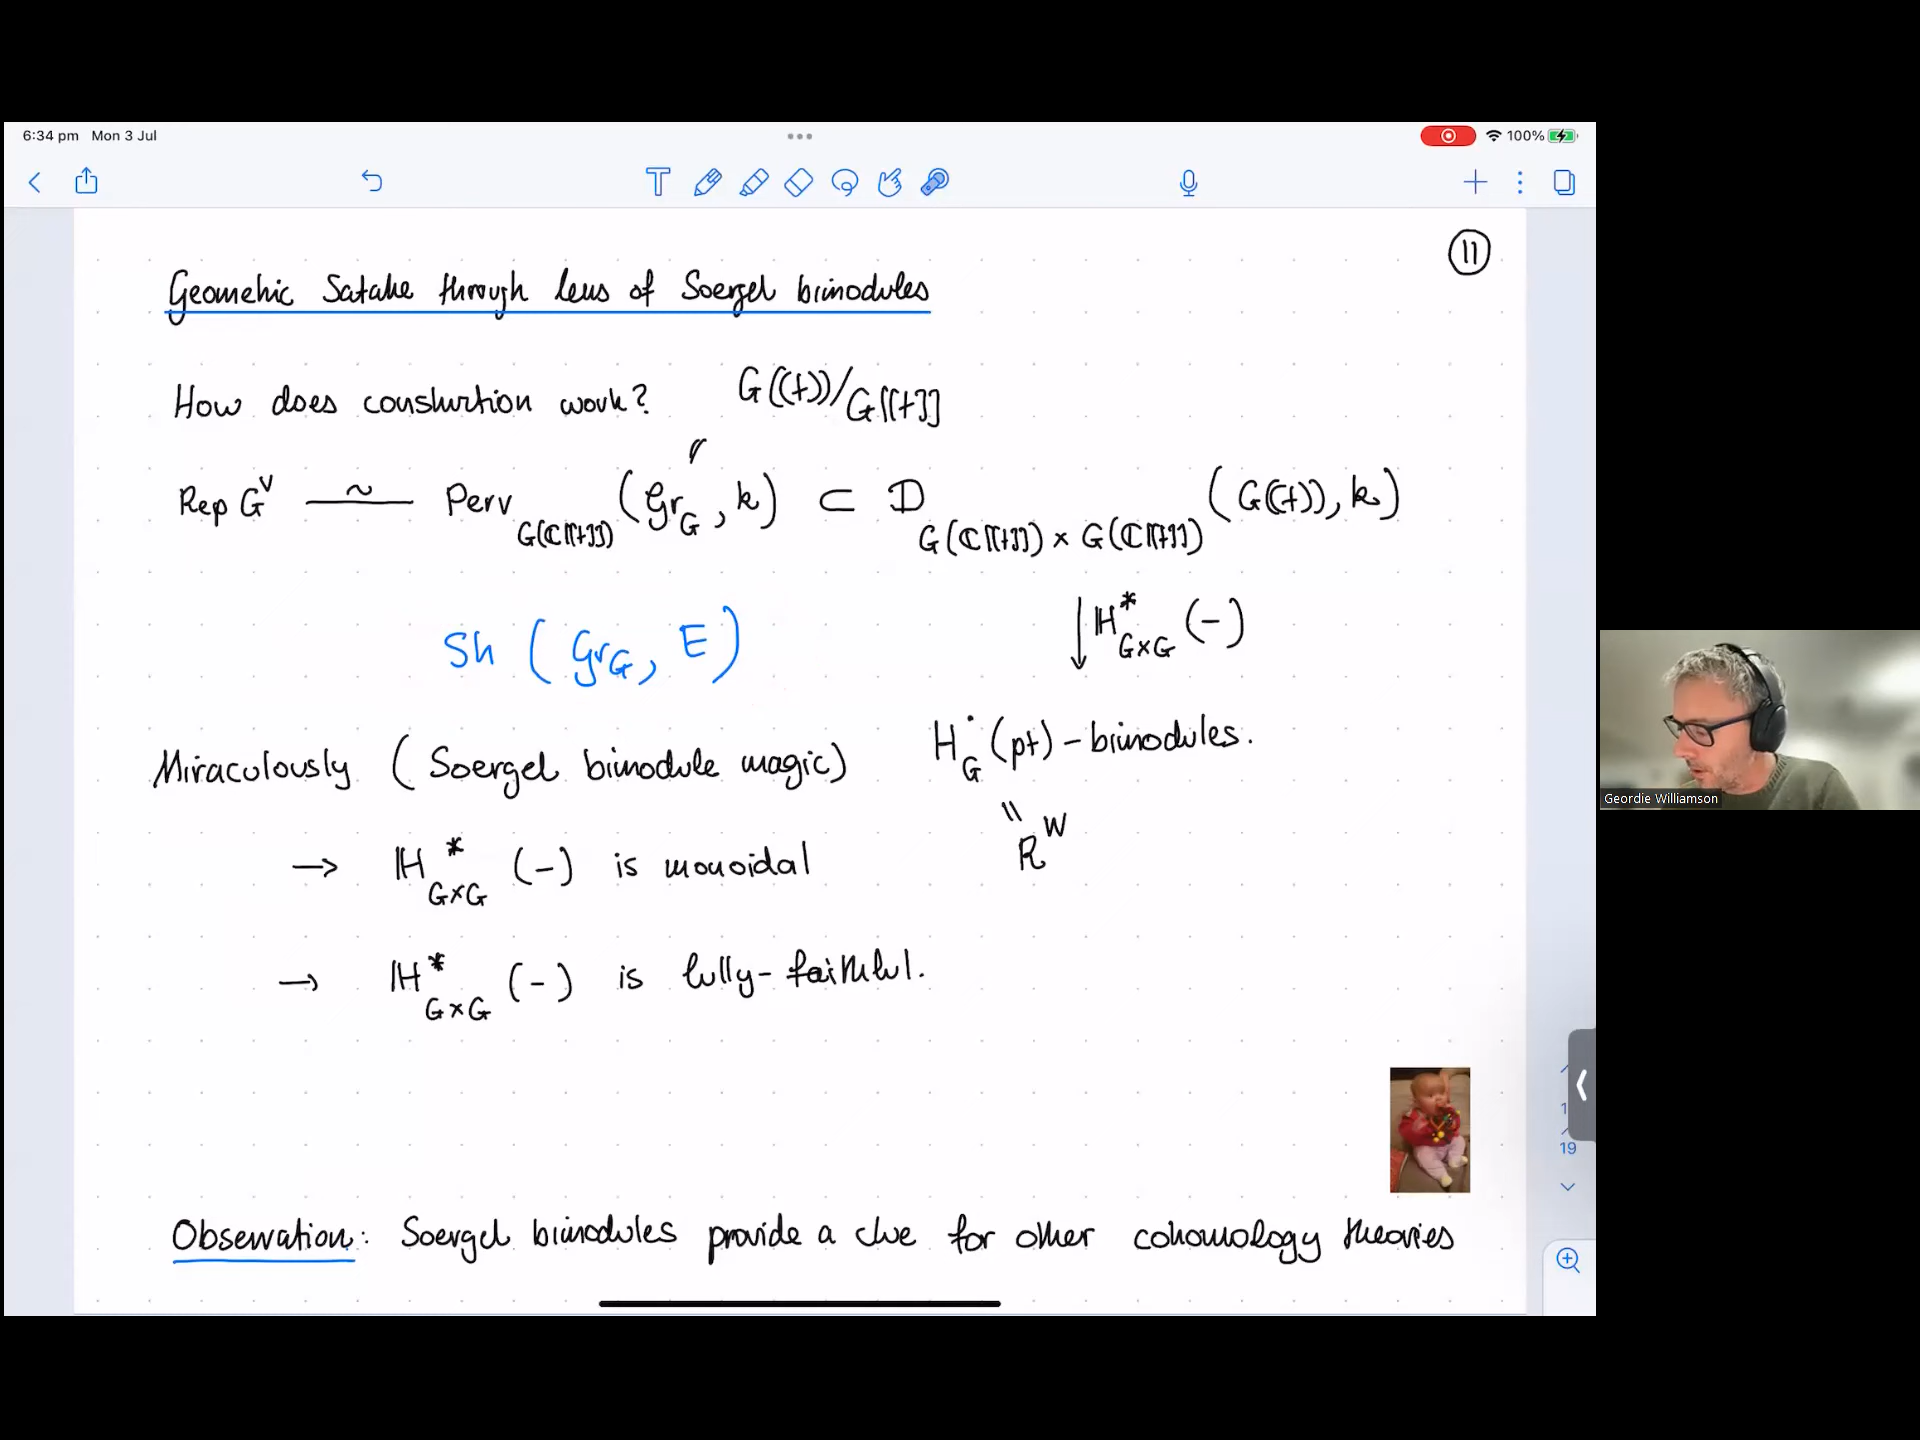 6:34 pm Mon 3 Jul
100%
11
Geometric Satake through lens of Soergel bimodules
How does construction work? G((t))/G[[t]]
Rep G^∨ ⥲ Perv_{G(ℂ[[t]])} (Gr_G, k) ⊂ D_{G(ℂ[[t]]) × G(ℂ[[t]])} (G((t)), k)
Sh (Gr_G, E)
↓ ℍ^*_{G×G} (-)
H^•_G (pt) - bimodules.
Miraculously (Soergel bimodule magic)
= R^W
→ ℍ^*_{G×G} (-) is monoidal
→ ℍ^*_{G×G} (-) is fully-faithful.
19
Observation: Soergel bimodules provide a clue for other cohomology theories
Geordie Williamson